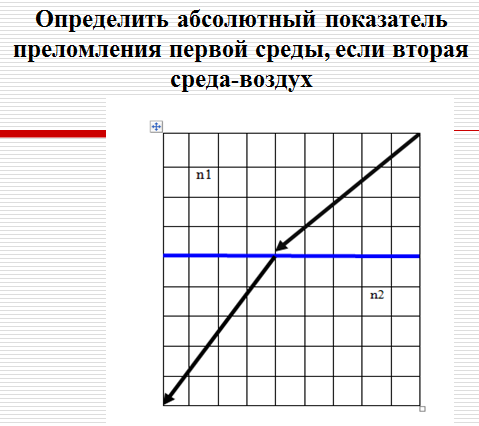 Определить абсолютный показатель
преломления первой среды, если вторая
среда-воздух
n1
n2